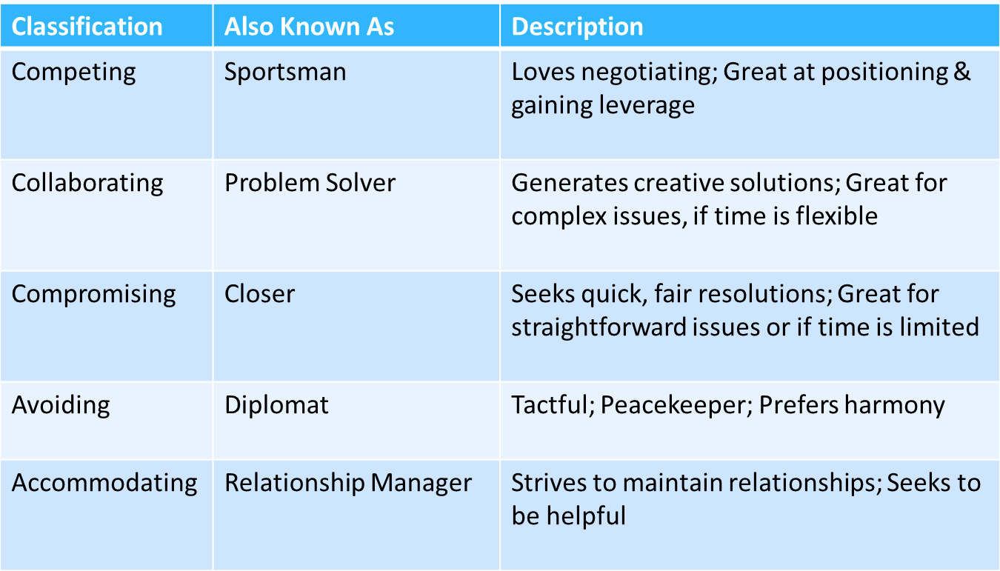 Classification Also Known As Description
Competing Sportsman Loves negotiating; Great at positioning &
gaining leverage
Collaborating Problem Solver Generates creative solutions; Great for
complex issues, if time is flexible
Compromising Closer Seeks quick, fair resolutions; Great for
straightforward issues or if time is limited
Avoiding Diplomat Tactful; Peacekeeper; Prefers harmony
Accommodating Relationship Manager Strives to maintain relationships; Seeks to
be helpful